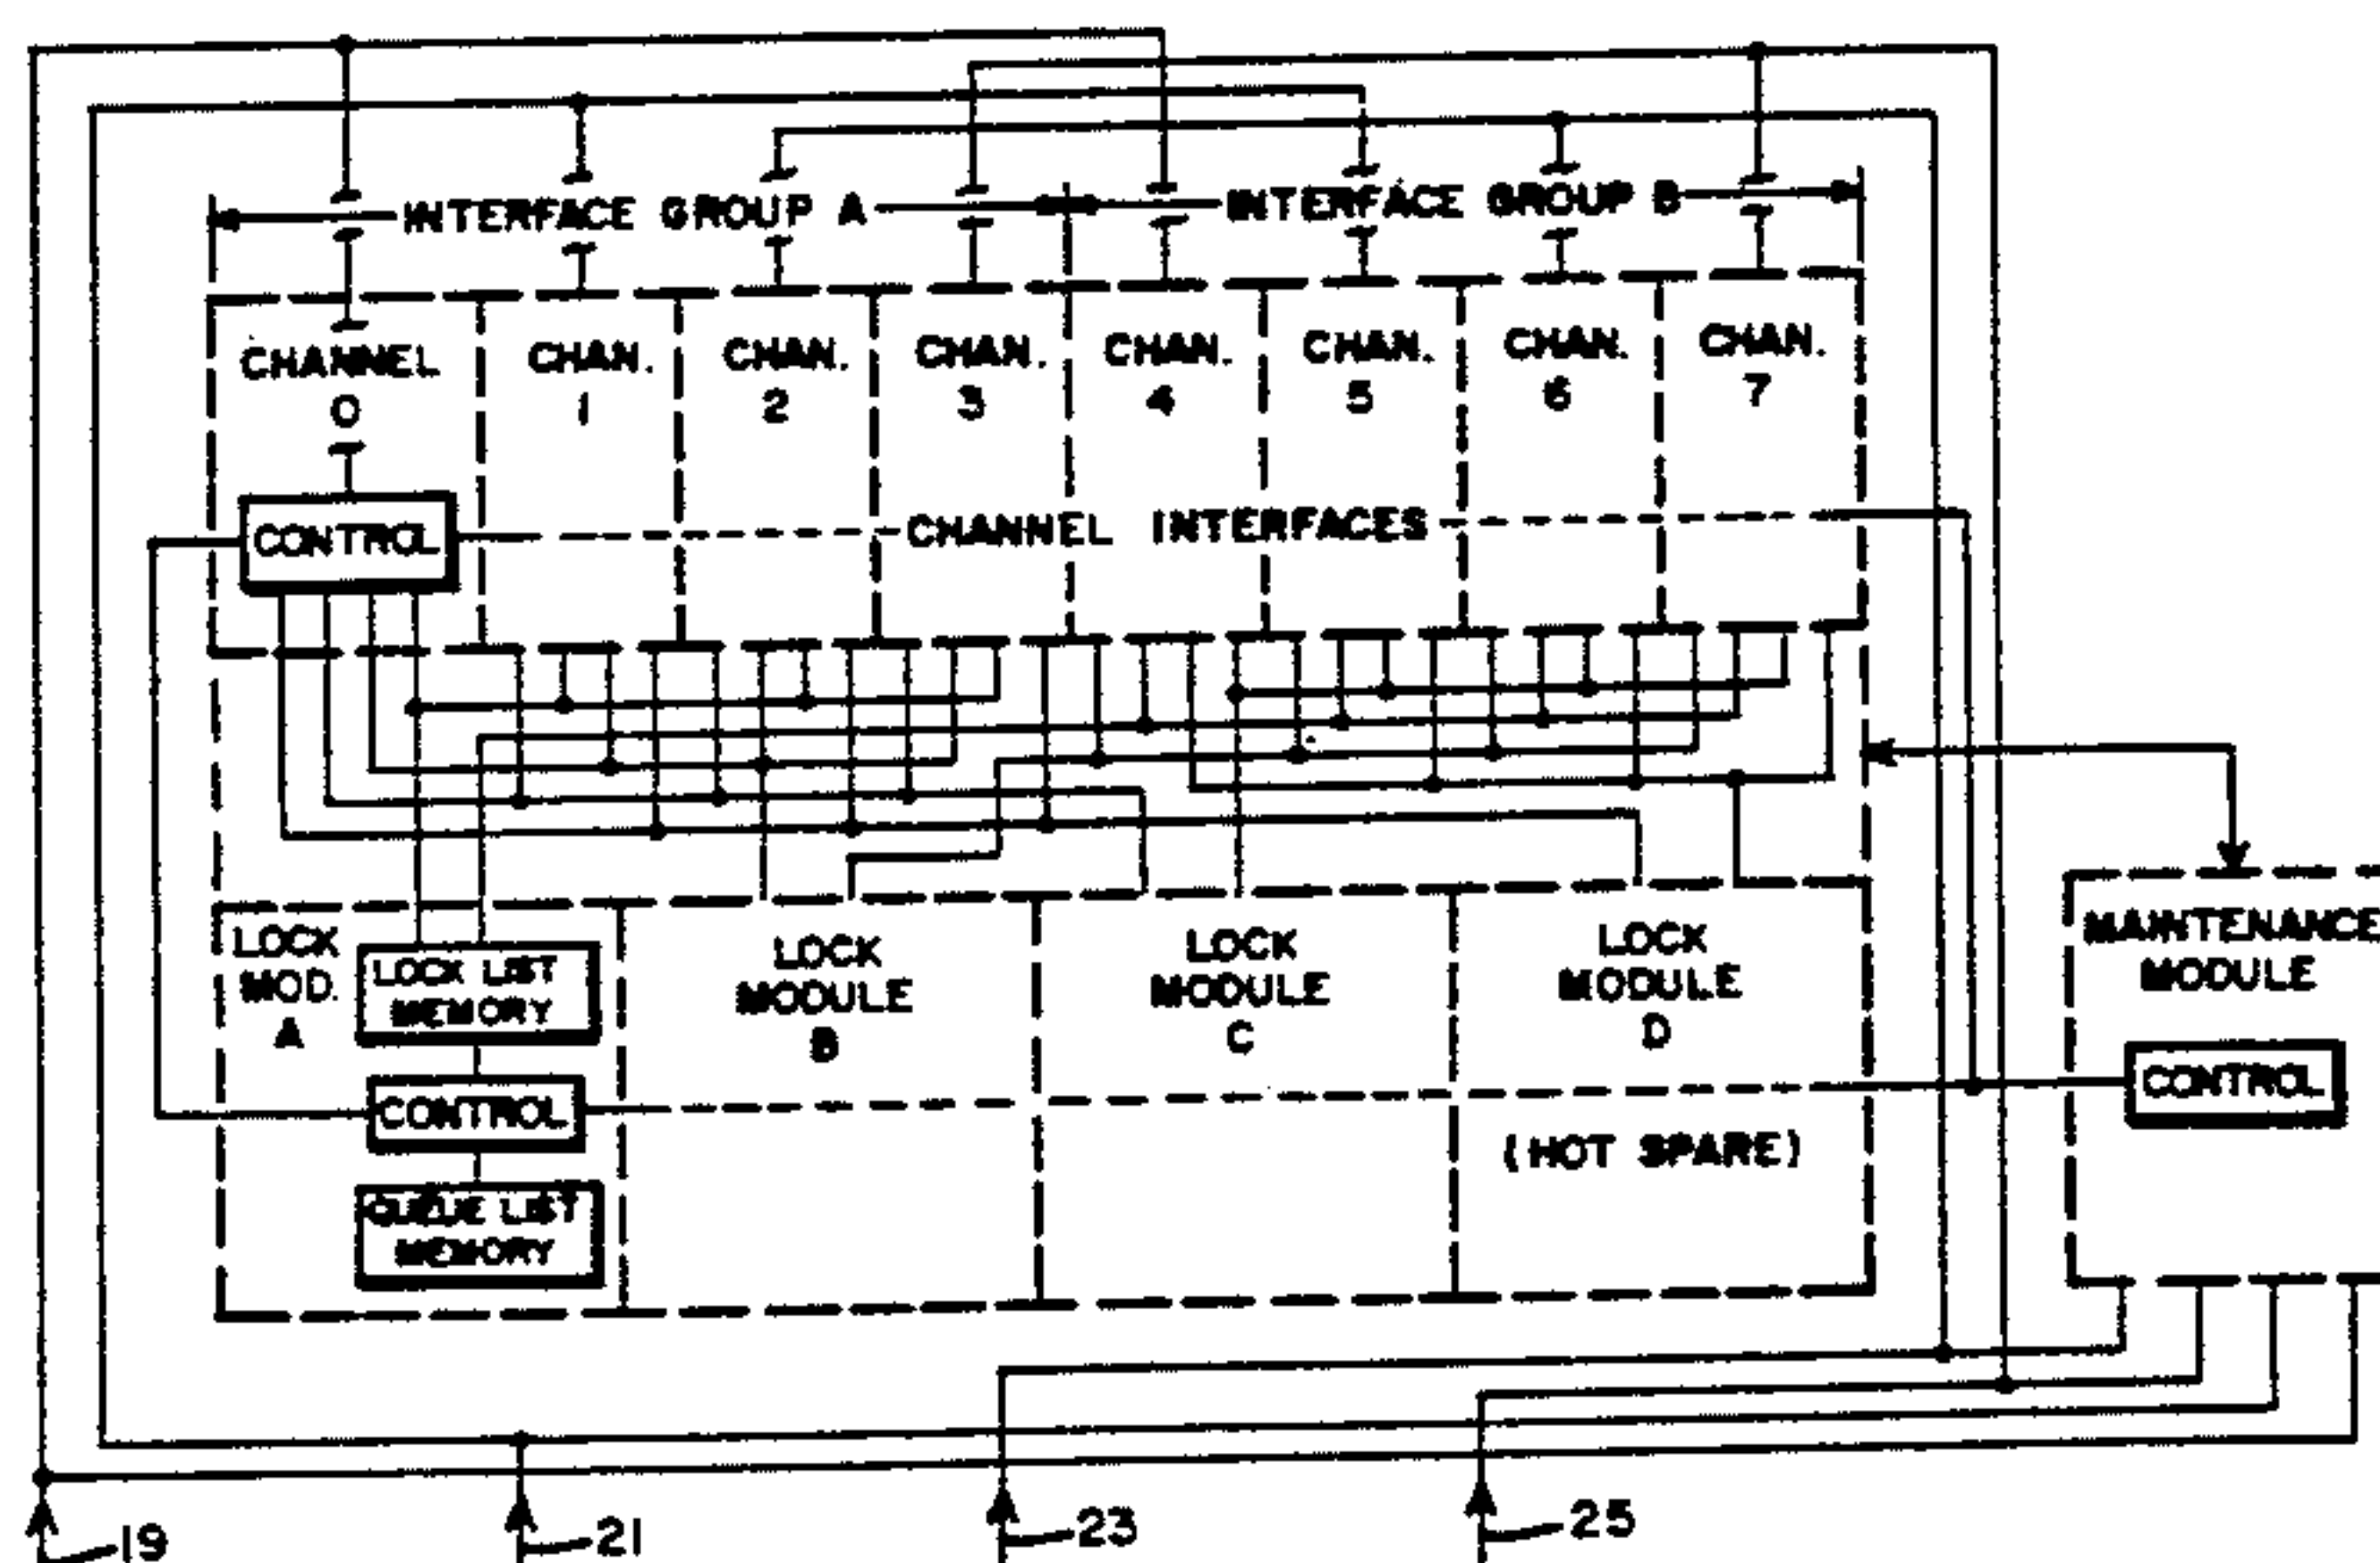 INTERFACE GROUP A
INTERFACE GROUP B
CHANNEL
0
CHAN.
1
CHAN.
2
CHAN.
3
CHAN.
4
CHAN.
5
CHAN.
6
CHAN.
7
CONTROL
CHANNEL INTERFACES
LOCK
MOD.
A
LOCK LIST
MEMORY
CONTROL
QUEUE LIST
MEMORY
LOCK
MODULE
B
LOCK
MODULE
C
LOCK
MODULE
D
(HOT SPARE)
MAINTENANCE
MODULE
CONTROL
19
21
23
25